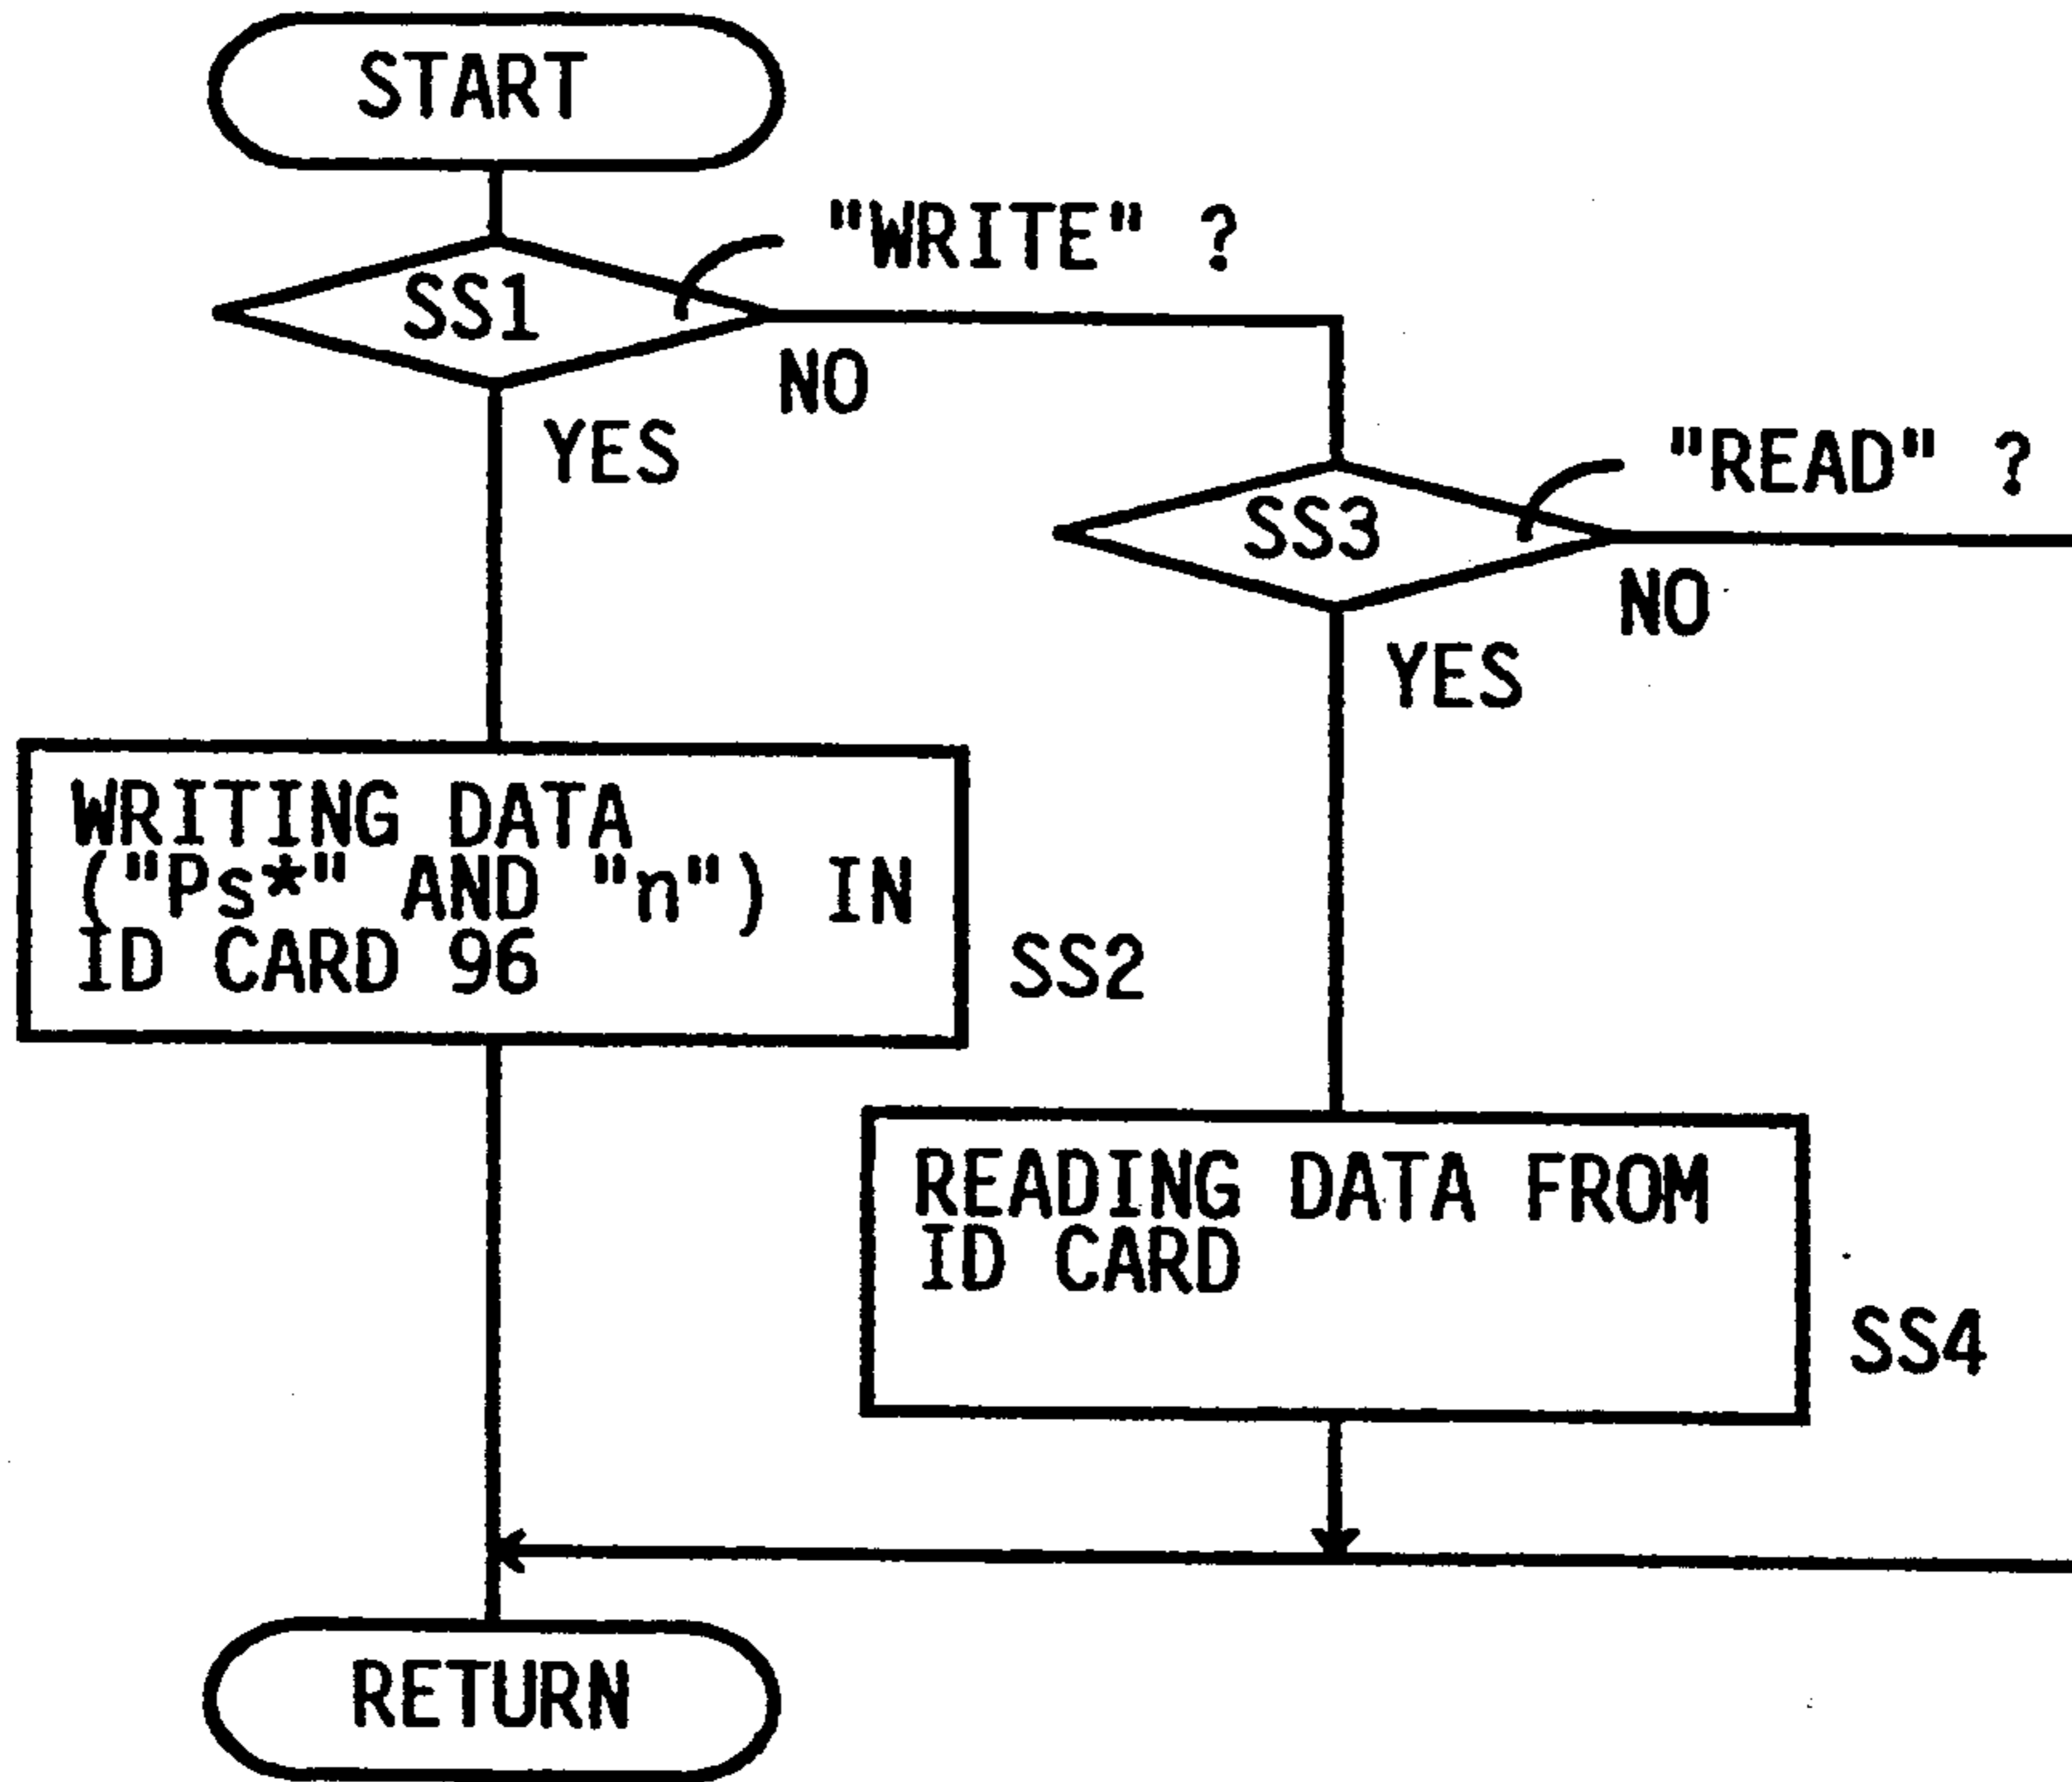 START
"WRITE" ?
SS1
NO
YES
"READ" ?
SS3
NO
YES
WRITING DATA
("Ps*" AND "n") IN
ID CARD 96
SS2
READING DATA FROM
ID CARD
SS4
RETURN